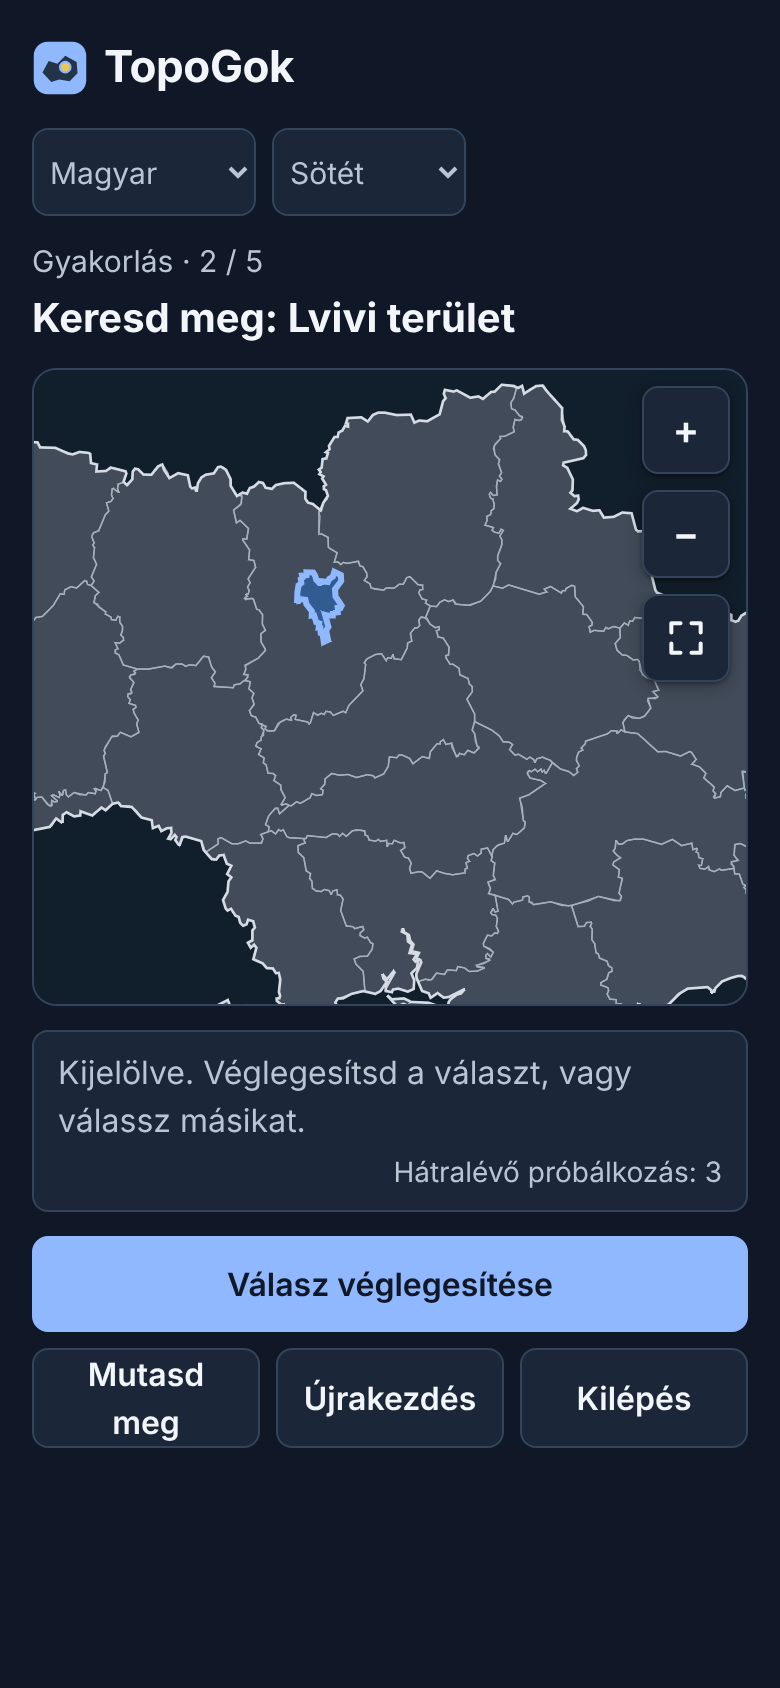 TopoGok
Magyar
Sötét
Gyakorlás · 2 / 5
Keresd meg: Lvivi terület
+
−
Kijelölve. Véglegesítsd a választ, vagy
válassz másikat.
Hátralévő próbálkozás: 3
Válasz véglegesítése
Mutasd
meg
Újrakezdés
Kilépés